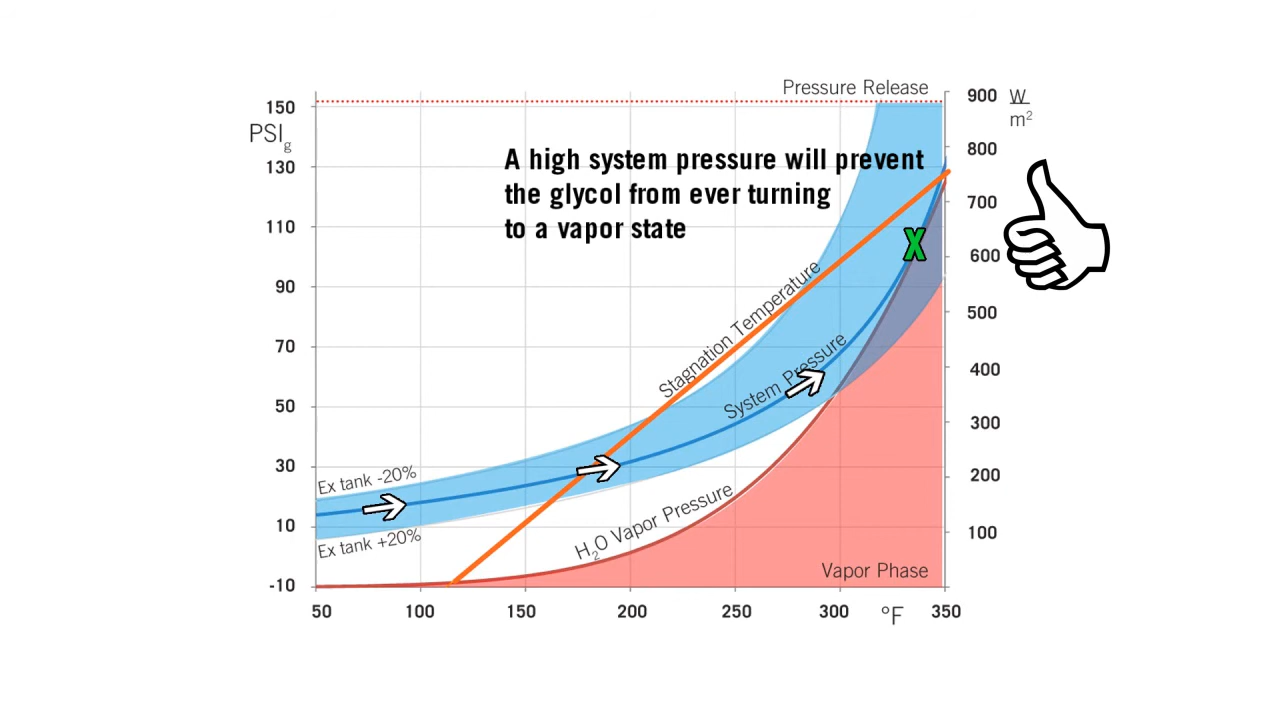 Pressure Release
150
900 W
PSIg
m²
A high system pressure will prevent
the glycol from ever turning
to a vapor state
800
130
700
110
X
600
90
Stagnation Temperature
500
70
System Pressure
400
50
300
Ex tank -20%
30
200
H₂O Vapor Pressure
10
Ex tank +20%
100
Vapor Phase
-10
50 100 150 200 250 300 °F 350